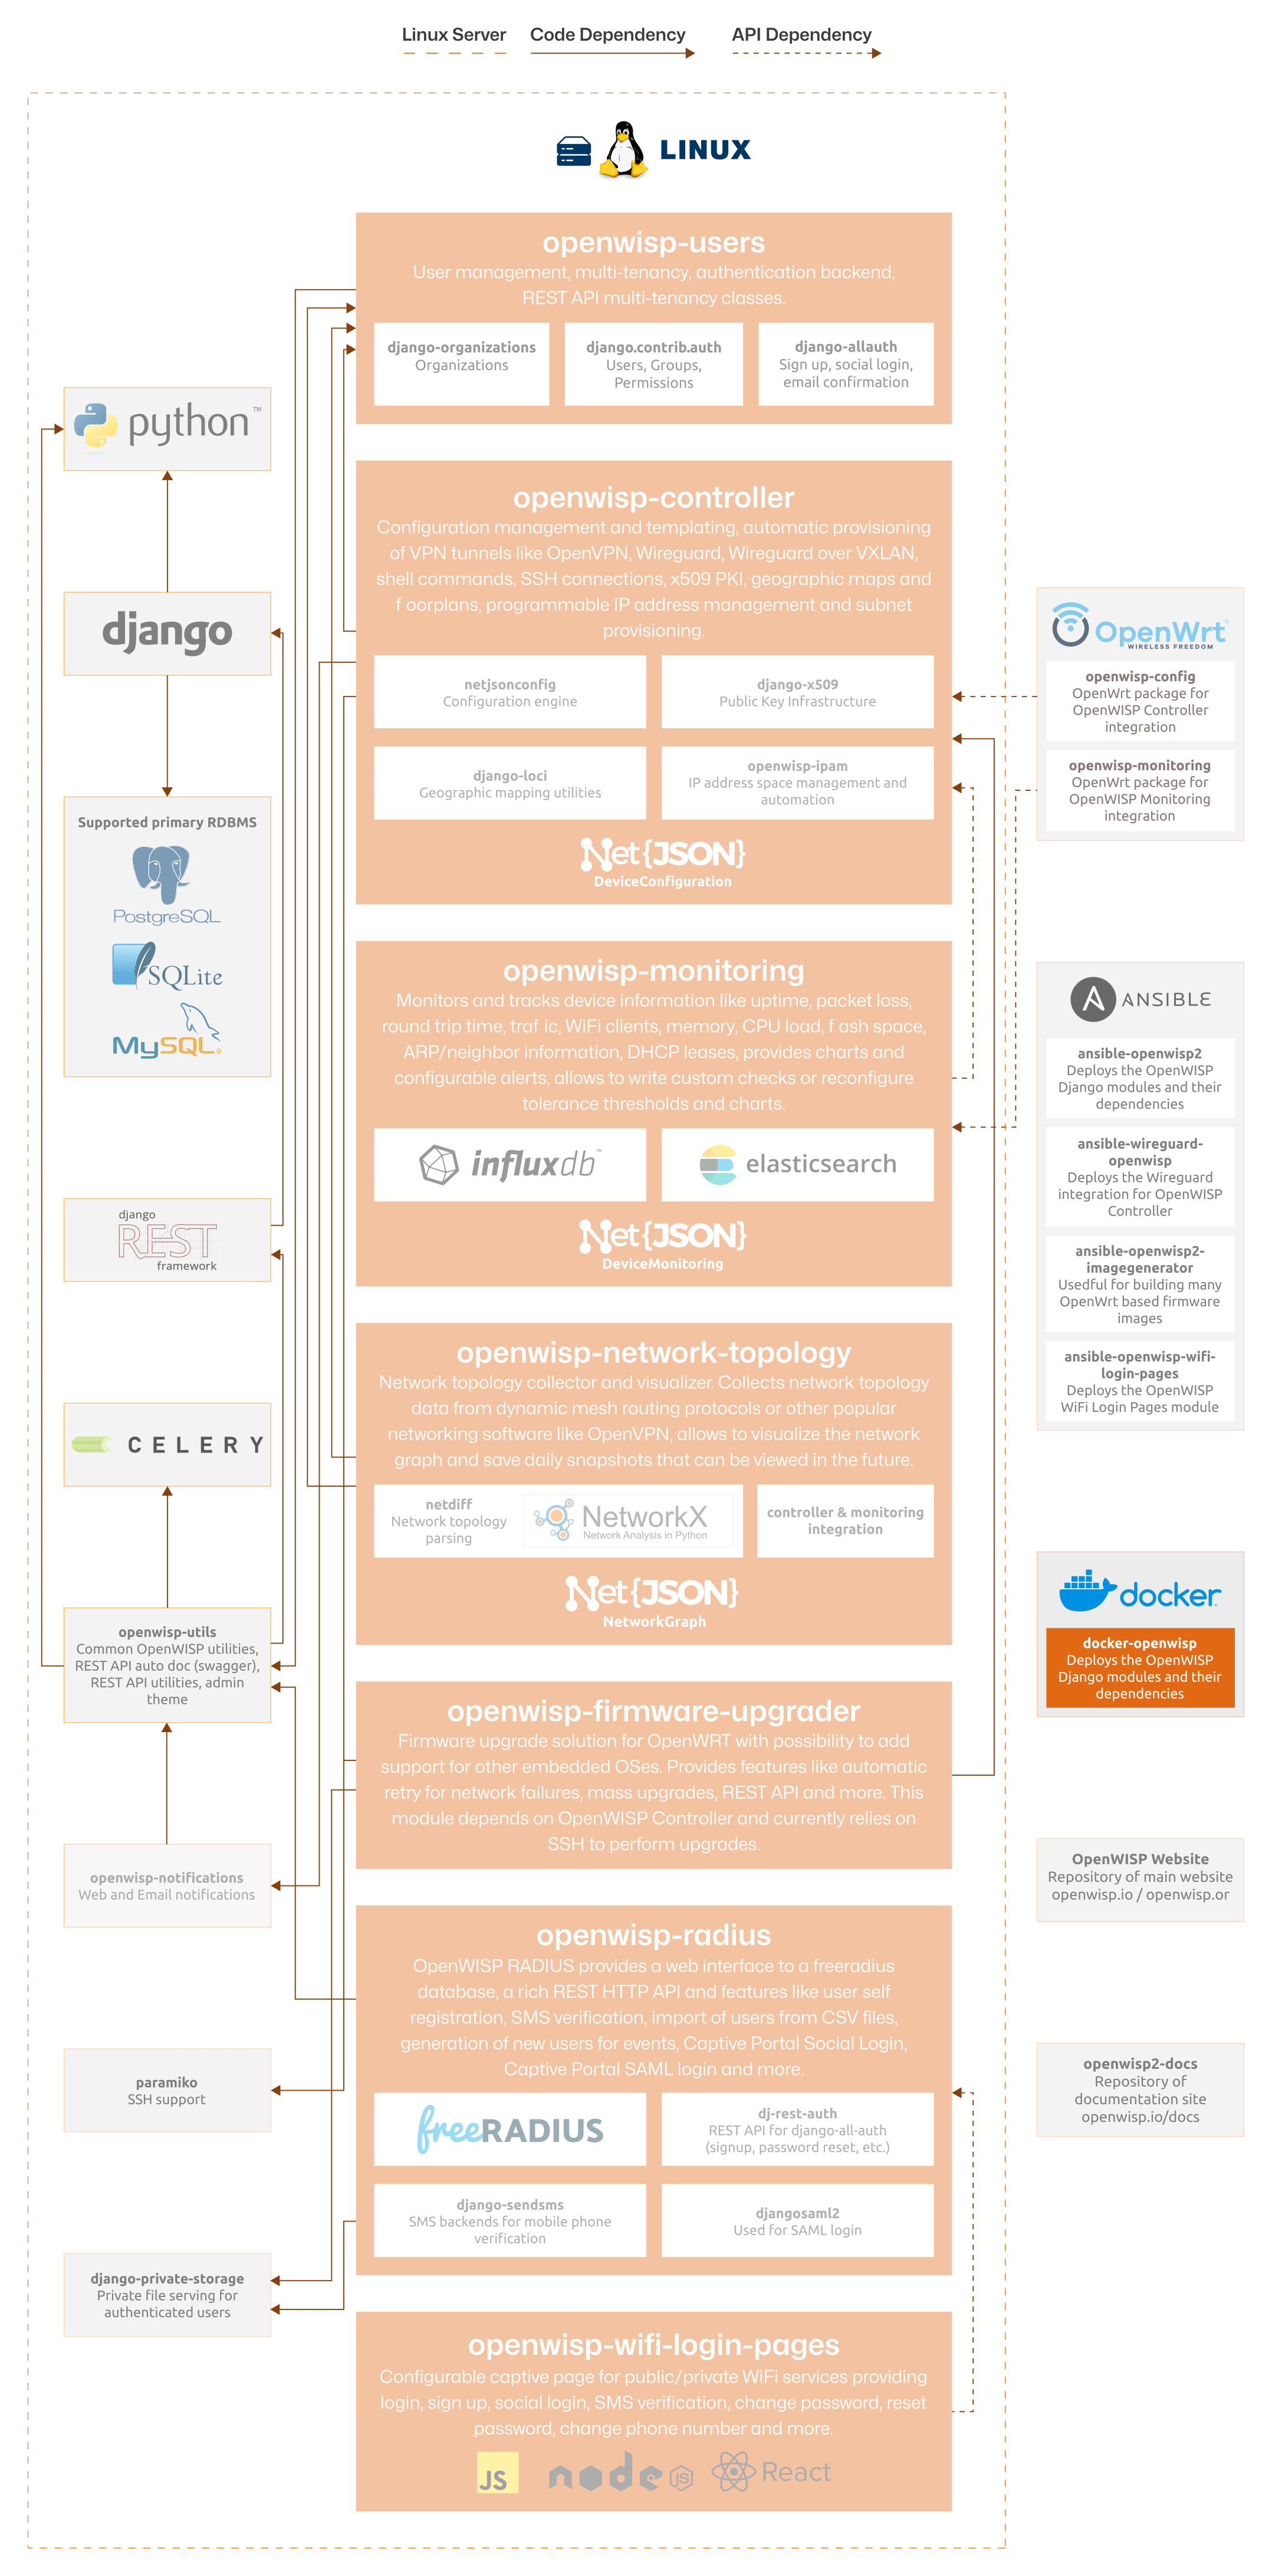 Linux Server
Code Dependency
API Dependency
LINUX
openwisp-users
User management, multi-tenancy, authentication backend,
REST API multi-tenancy classes.
django-organizations
Organizations
django.contrib.auth
Users, Groups,
Permissions
django-allauth
Sign up, social login,
email confirmation
python™
django
Supported primary RDBMS
PostgreSQL
SQLite
MySQL®
django
REST
framework
CELERY
openwisp-utils
Common OpenWISP utilities,
REST API auto doc (swagger),
REST API utilities, admin
theme
openwisp-notifications
Web and Email notifications
paramiko
SSH support
django-private-storage
Private file serving for
authenticated users
openwisp-controller
Configuration management and templating, automatic provisioning
of VPN tunnels like OpenVPN, Wireguard, Wireguard over VXLAN,
shell commands, SSH connections, x509 PKI, geographic maps and
f oorplans, programmable IP address management and subnet
provisioning.
netjsonconfig
Configuration engine
django-x509
Public Key Infrastructure
django-loci
Geographic mapping utilities
openwisp-ipam
IP address space management and
automation
Net{JSON}
DeviceConfiguration
openwisp-monitoring
Monitors and tracks device information like uptime, packet loss,
round trip time, traf ic, WiFi clients, memory, CPU load, f ash space,
ARP/neighbor information, DHCP leases, provides charts and
configurable alerts, allows to write custom checks or reconfigure
tolerance thresholds and charts.
influxdb™
elasticsearch
Net{JSON}
DeviceMonitoring
openwisp-network-topology
Network topology collector and visualizer. Collects network topology
data from dynamic mesh routing protocols or other popular
networking software like OpenVPN, allows to visualize the network
graph and save daily snapshots that can be viewed in the future.
netdiff
Network topology
parsing
NetworkX
Network Analysis in Python
controller & monitoring
integration
Net{JSON}
NetworkGraph
openwisp-firmware-upgrader
Firmware upgrade solution for OpenWRT with possibility to add
support for other embedded OSes. Provides features like automatic
retry for network failures, mass upgrades, REST API and more. This
module depends on OpenWISP Controller and currently relies on
SSH to perform upgrades.
openwisp-radius
OpenWISP RADIUS provides a web interface to a freeradius
database, a rich REST HTTP API and features like user self
registration, SMS verification, import of users from CSV files,
generation of new users for events, Captive Portal Social Login,
Captive Portal SAML login and more.
freeRADIUS
dj-rest-auth
REST API for django-all-auth
(signup, password reset, etc.)
django-sendsms
SMS backends for mobile phone
verification
djangosaml2
Used for SAML login
openwisp-wifi-login-pages
Configurable captive page for public/private WiFi services providing
login, sign up, social login, SMS verification, change password, reset
password, change phone number and more.
JS
node JS
React
OpenWrt
WIRELESS FREEDOM
openwisp-config
OpenWrt package for
OpenWISP Controller
integration
openwisp-monitoring
OpenWrt package for
OpenWISP Monitoring
integration
ANSIBLE
ansible-openwisp2
Deploys the OpenWISP
Django modules and their
dependencies
ansible-wireguard-
openwisp
Deploys the Wireguard
integration for OpenWISP
Controller
ansible-openwisp2-
imagegenerator
Usedful for building many
OpenWrt based firmware
images
ansible-openwisp-wifi-
login-pages
Deploys the OpenWISP
WiFi Login Pages module
docker
docker-openwisp
Deploys the OpenWISP
Django modules and their
dependencies
OpenWISP Website
Repository of main website
openwisp.io / openwisp.or
openwisp2-docs
Repository of
documentation site
openwisp.io/docs